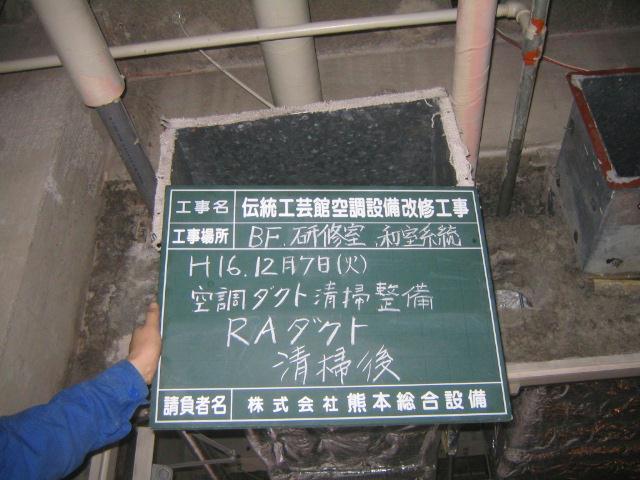 工事名 伝統工芸館空調設備改修工事
工事場所 BF.研修室、和室系統
H16.12月7日(火)
空調ダクト清掃整備
RAダクト
清掃後
請負者名 株式会社 熊本総合設備